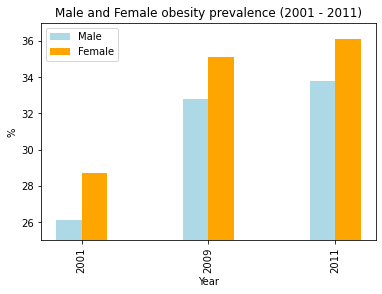 Male and Female obesity prevalence (2001 - 2011)
Male
Female
36
34
32
30
28
26
%
2001
2009
2011
Year